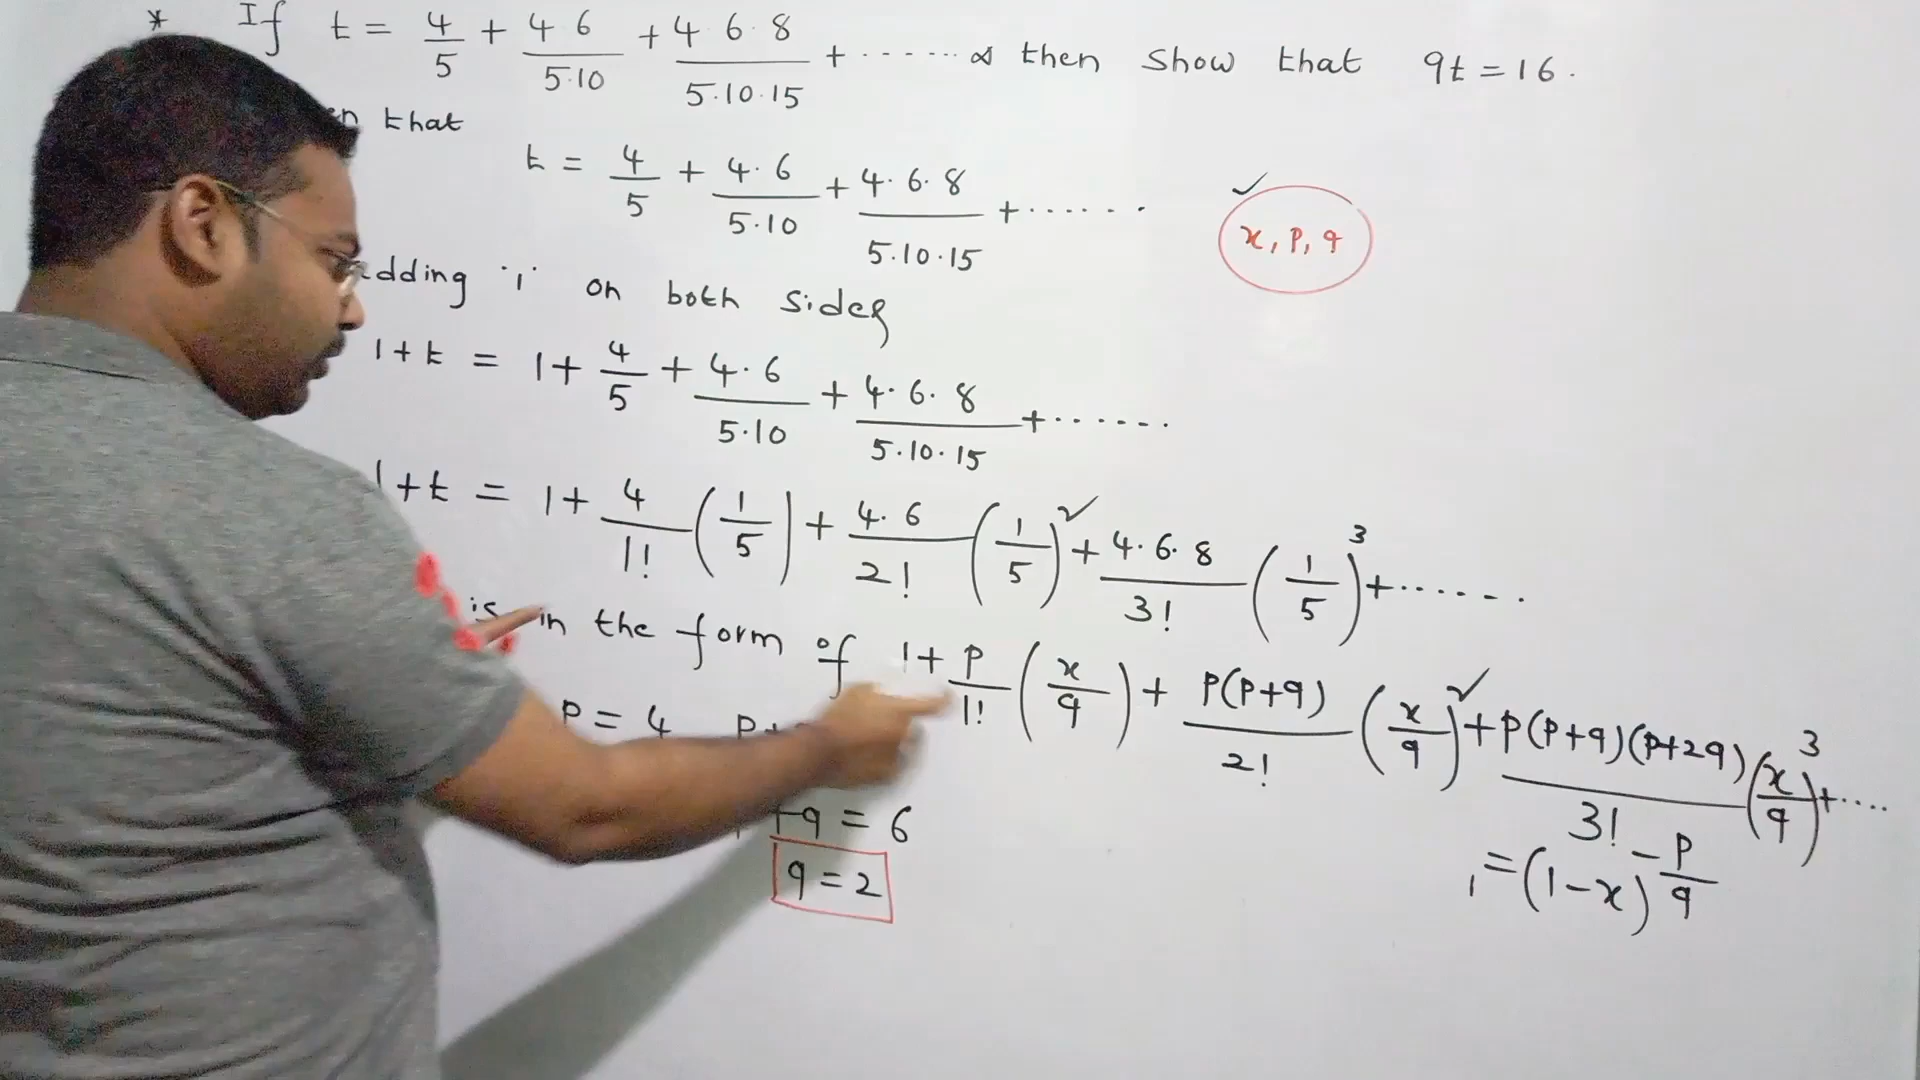 * If t = 4/5 + 4·6/5·10 + 4·6·8/5·10·15 + ······∞ then show that 9t = 16.
that
t = 4/5 + 4·6/5·10 + 4·6·8/5·10·15 + ······
x, p, q
adding '1' on both sides
1+t = 1 + 4/5 + 4·6/5·10 + 4·6·8/5·10·15 + ······
1+t = 1 + 4/1! (1/5) + 4·6/2! (1/5)² + 4·6·8/3! (1/5)³ + ······
is in the form of 1 + p/1! (x/q) + p(p+q)/2! (x/q)² + p(p+q)(p+2q)/3! (x/q)³ + ····
= (1-x)^(-p/q)
p = 4
+q = 6
q = 2